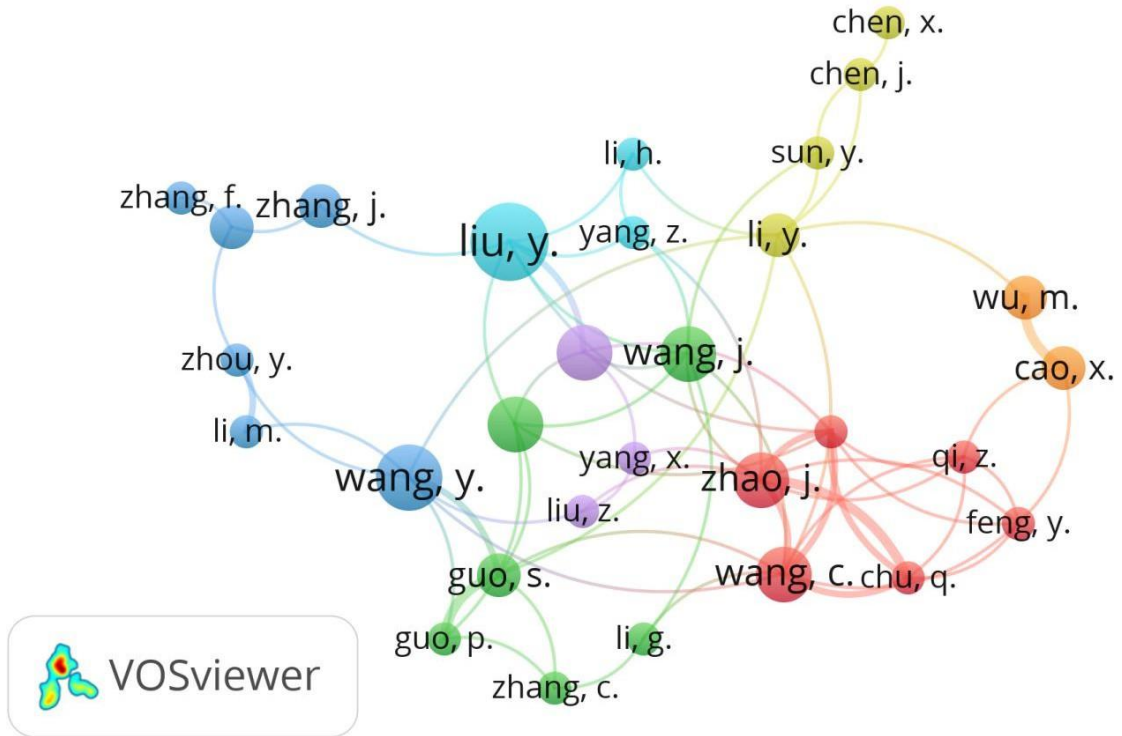 chen, x.
chen, j.
li, h.
sun, y.
zhang, f.
zhang, j.
liu, y.
yang, z.
li, y.
wu, m.
zhou, y.
wang, j.
cao, x.
li, m.
wang, y.
yang, x.
zhao, j.
qi, z.
liu, z.
feng, y.
guo, s.
wang, c.
chu, q.
guo, p.
li, g.
zhang, c.
VOSviewer